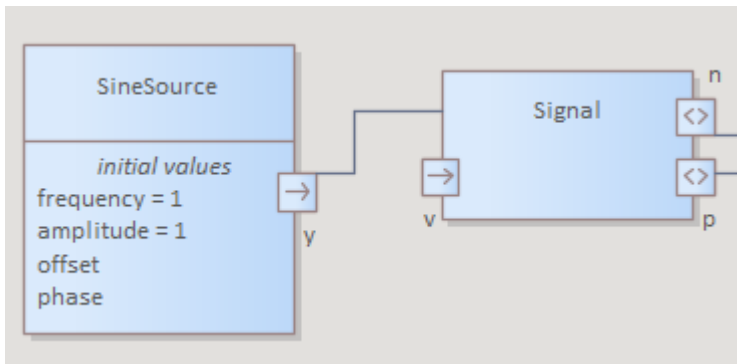 SineSource
initial values
frequency = 1
amplitude = 1
offset
phase
y
Signal
n
v
p